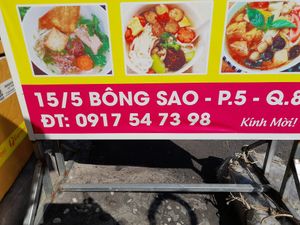 15/5 BÔNG SAO - P.5 - Q.8
ĐT: 0917 54 73 98
Kính Mời!